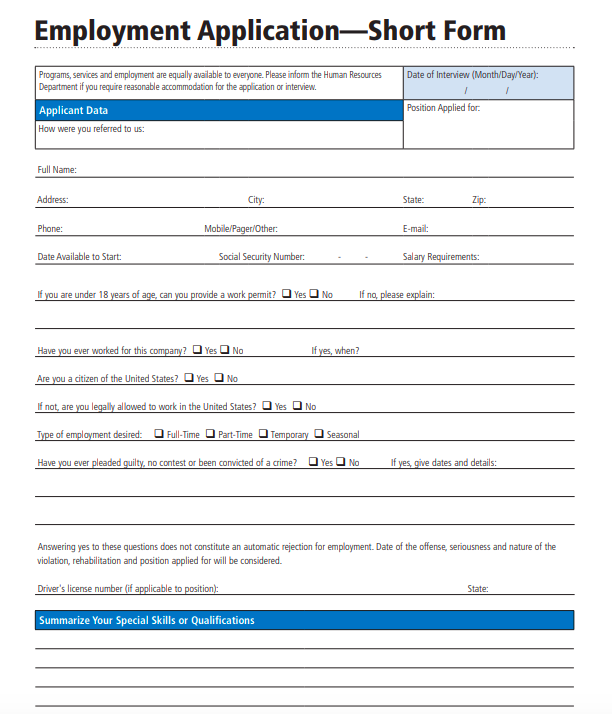 Employment Application—Short Form
Programs, services and employment are equally available to everyone. Please inform the Human Resources
Department if you require reasonable accommodation for the application or interview.
Date of Interview (Month/Day/Year):
/ /
Applicant Data
Position Applied for:
How were you referred to us:
Full Name:
Address: City: State: Zip:
Phone: Mobile/Pager/Other: E-mail:
Date Available to Start: Social Security Number: - - Salary Requirements:
If you are under 18 years of age, can you provide a work permit? ❑ Yes ❑ No If no, please explain:
Have you ever worked for this company? ❑ Yes ❑ No If yes, when?
Are you a citizen of the United States? ❑ Yes ❑ No
If not, are you legally allowed to work in the United States? ❑ Yes ❑ No
Type of employment desired: ❑ Full-Time ❑ Part-Time ❑ Temporary ❑ Seasonal
Have you ever pleaded guilty, no contest or been convicted of a crime? ❑ Yes ❑ No If yes, give dates and details:
Answering yes to these questions does not constitute an automatic rejection for employment. Date of the offense, seriousness and nature of the
violation, rehabilitation and position applied for will be considered.
Driver's license number (if applicable to position): State:
Summarize Your Special Skills or Qualifications